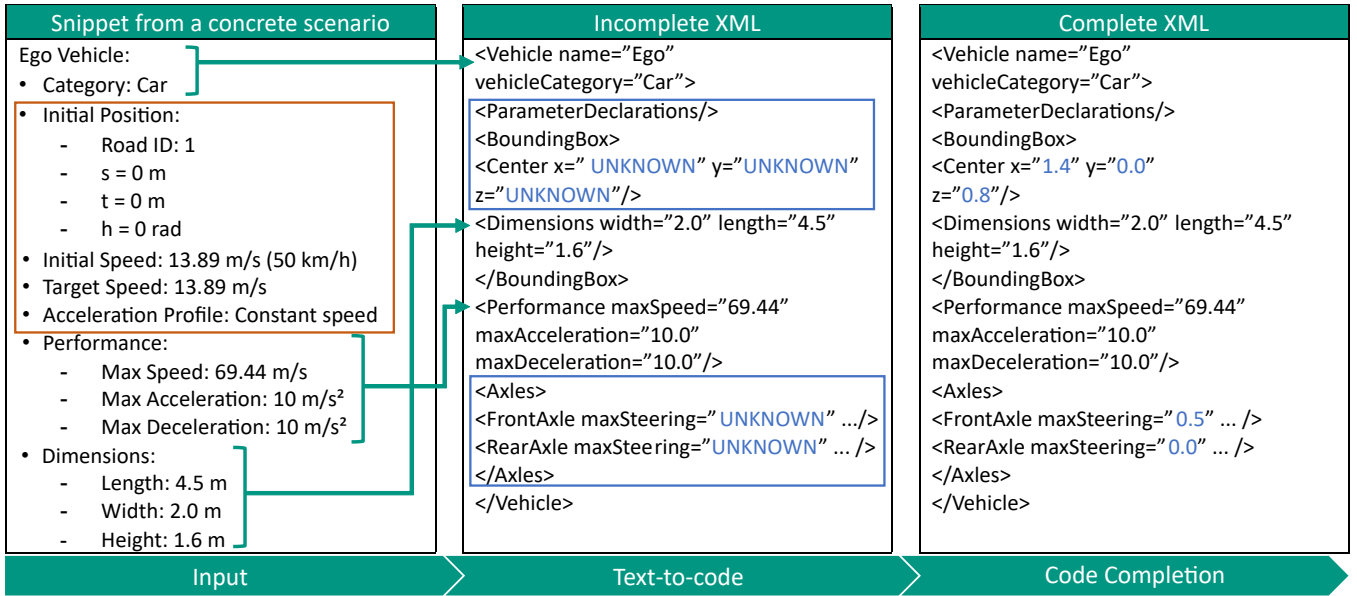 Snippet from a concrete scenario
Ego Vehicle:
• Category: Car
• Initial Position:
- Road ID: 1
- s = 0 m
- t = 0 m
- h = 0 rad
• Initial Speed: 13.89 m/s (50 km/h)
• Target Speed: 13.89 m/s
• Acceleration Profile: Constant speed
• Performance:
- Max Speed: 69.44 m/s
- Max Acceleration: 10 m/s²
- Max Deceleration: 10 m/s²
• Dimensions:
- Length: 4.5 m
- Width: 2.0 m
- Height: 1.6 m
Input
Incomplete XML
<Vehicle name=”Ego”
vehicleCategory=”Car”>
<ParameterDeclarations/>
<BoundingBox>
<Center x=” UNKNOWN” y=”UNKNOWN”
z=”UNKNOWN”/>
<Dimensions width=”2.0” length=”4.5”
height=”1.6”/>
</BoundingBox>
<Performance maxSpeed=”69.44”
maxAcceleration=”10.0”
maxDeceleration=”10.0”/>
<Axles>
<FrontAxle maxSteering=” UNKNOWN” .../>
<RearAxle maxSteering=”UNKNOWN” ... />
</Axles>
</Vehicle>
Text-to-code
Complete XML
<Vehicle name=”Ego”
vehicleCategory=”Car”>
<ParameterDeclarations/>
<BoundingBox>
<Center x=”1.4” y=”0.0”
z=”0.8”/>
<Dimensions width=”2.0” length=”4.5”
height=”1.6”/>
</BoundingBox>
<Performance maxSpeed=”69.44”
maxAcceleration=”10.0”
maxDeceleration=”10.0”/>
<Axles>
<FrontAxle maxSteering=” 0.5” ... />
<RearAxle maxSteering=”0.0” ... />
</Axles>
</Vehicle>
Code Completion